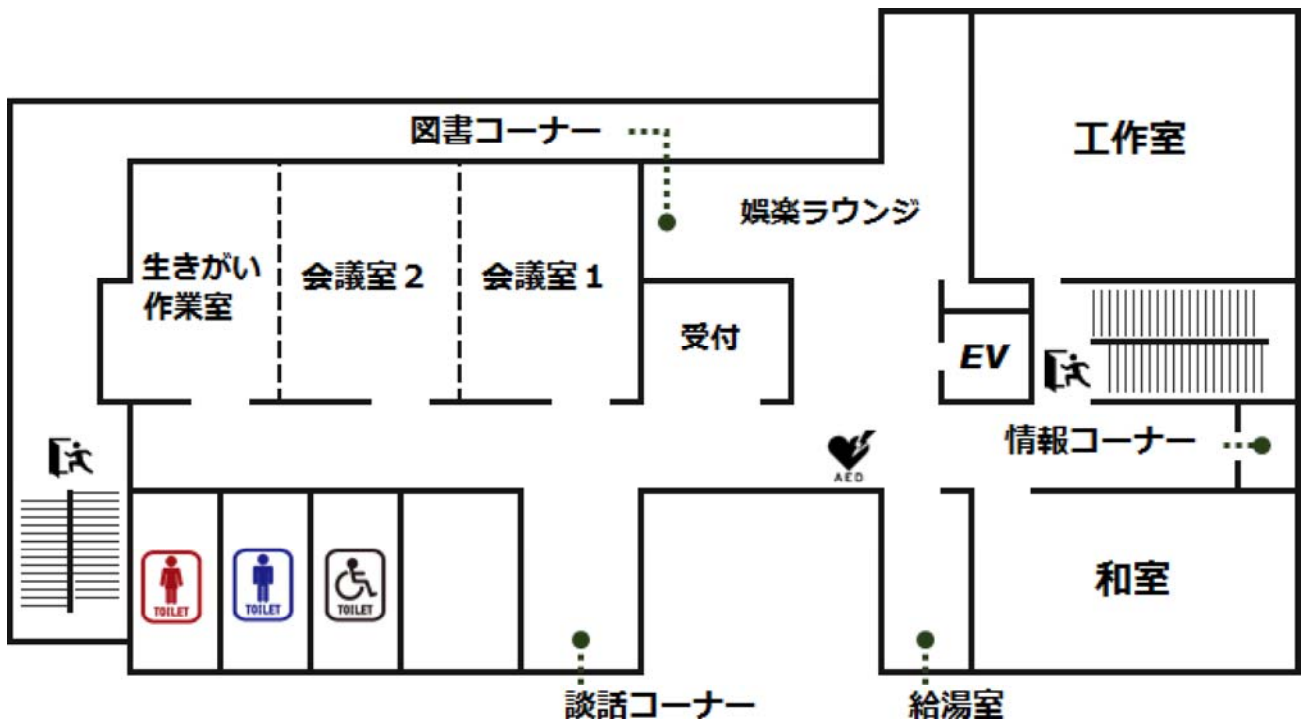 図書コーナー
工作室
娯楽ラウンジ
生きがい
作業室
会議室２
会議室１
受付
EV
情報コーナー
AED
TOILET
TOILET
TOILET
和室
談話コーナー
給湯室